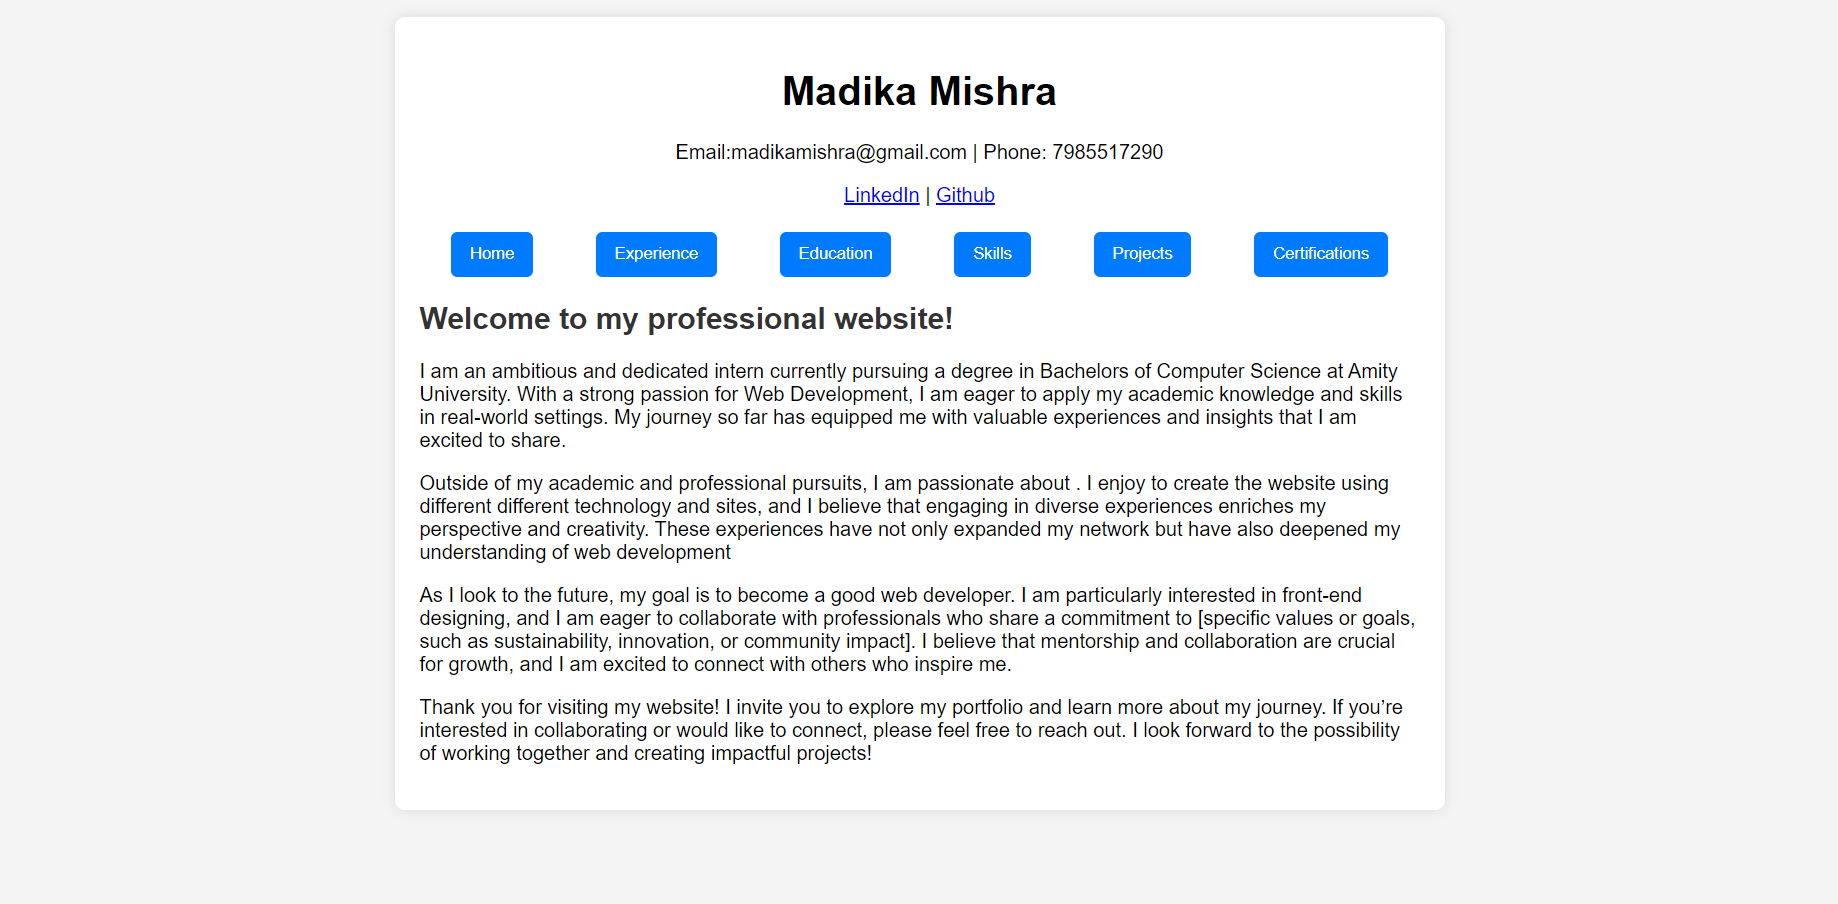 Madika Mishra
Email:madikamishra@gmail.com | Phone: 7985517290
LinkedIn | Github
Home Experience Education Skills Projects Certifications
Welcome to my professional website!
I am an ambitious and dedicated intern currently pursuing a degree in Bachelors of Computer Science at Amity
University. With a strong passion for Web Development, I am eager to apply my academic knowledge and skills
in real-world settings. My journey so far has equipped me with valuable experiences and insights that I am
excited to share.
Outside of my academic and professional pursuits, I am passionate about . I enjoy to create the website using
different different technology and sites, and I believe that engaging in diverse experiences enriches my
perspective and creativity. These experiences have not only expanded my network but have also deepened my
understanding of web development
As I look to the future, my goal is to become a good web developer. I am particularly interested in front-end
designing, and I am eager to collaborate with professionals who share a commitment to [specific values or goals,
such as sustainability, innovation, or community impact]. I believe that mentorship and collaboration are crucial
for growth, and I am excited to connect with others who inspire me.
Thank you for visiting my website! I invite you to explore my portfolio and learn more about my journey. If you’re
interested in collaborating or would like to connect, please feel free to reach out. I look forward to the possibility
of working together and creating impactful projects!